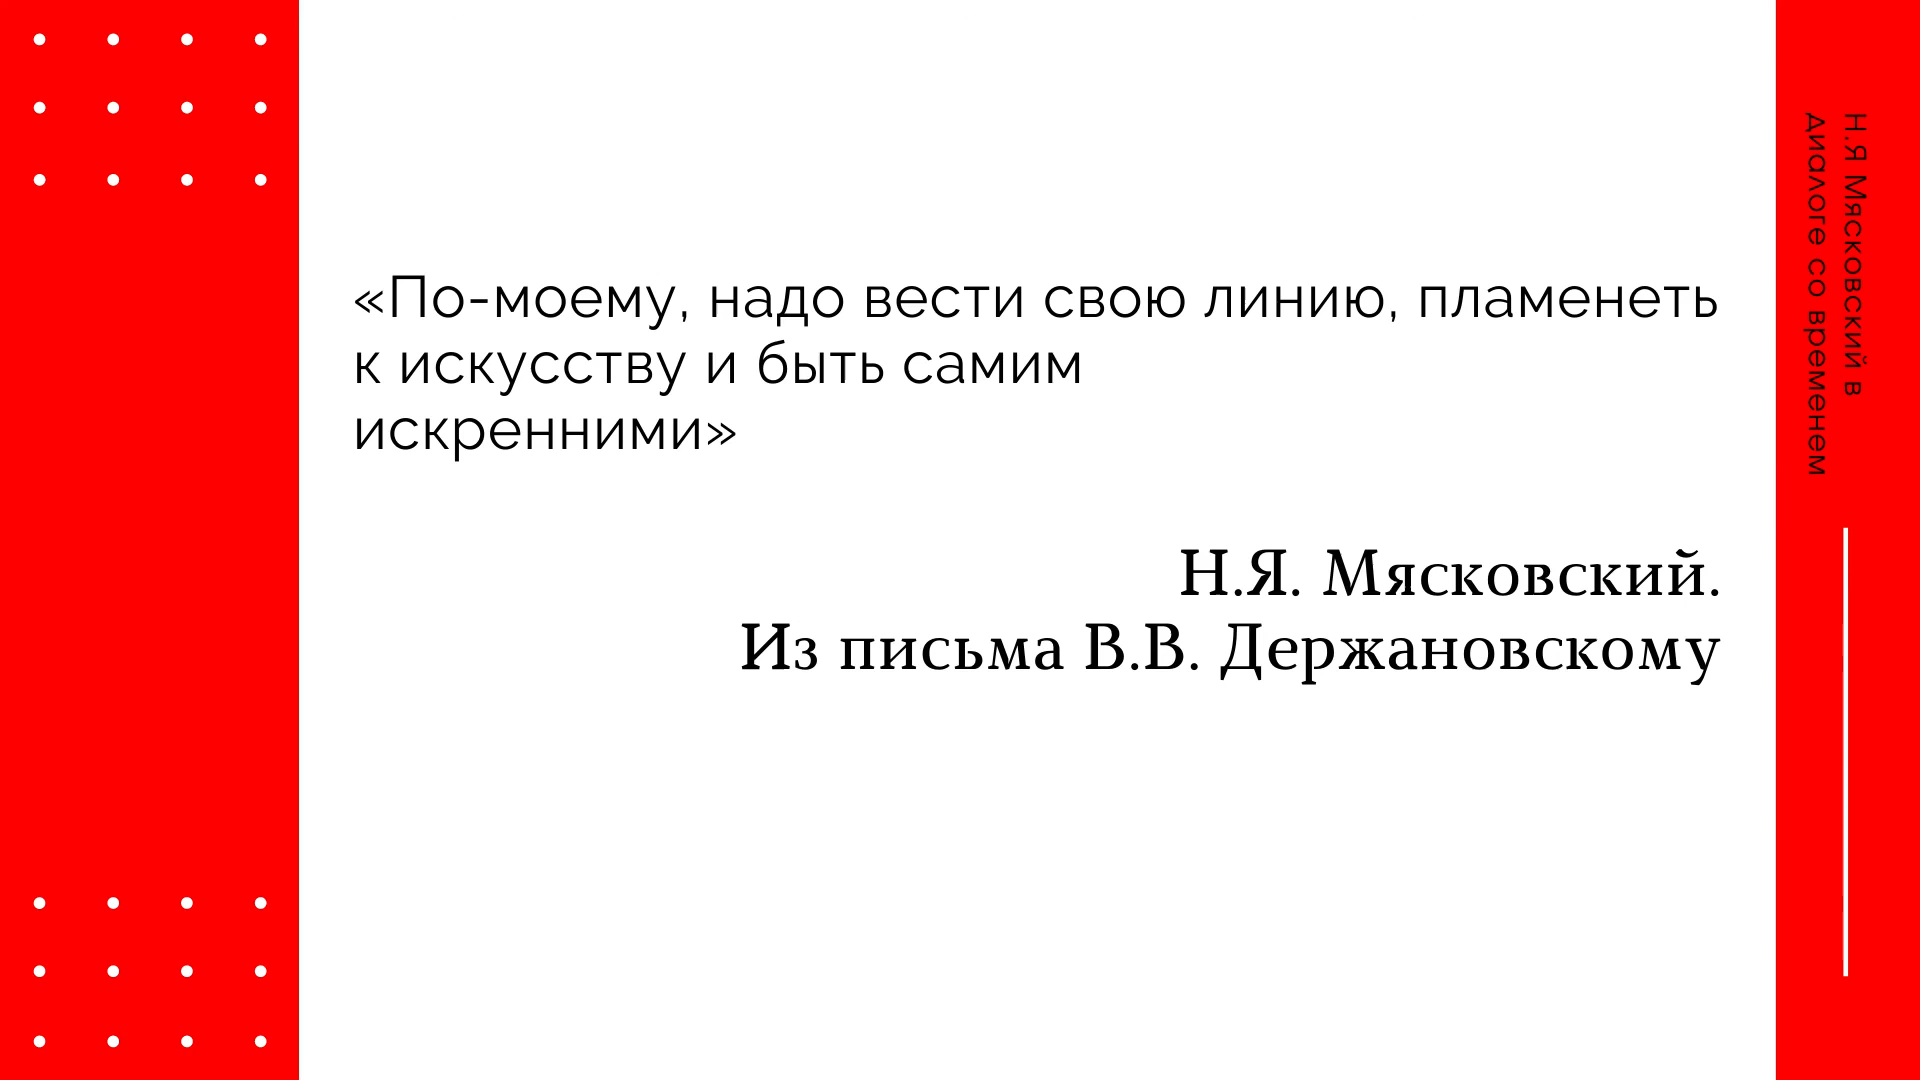 «По-моему, надо вести свою линию, пламенеть
к искусству и быть самим
искренними»
Н.Я. Мясковский.
Из письма В.В. Держановскому
Н.Я Мясковский в
диалоге со временем